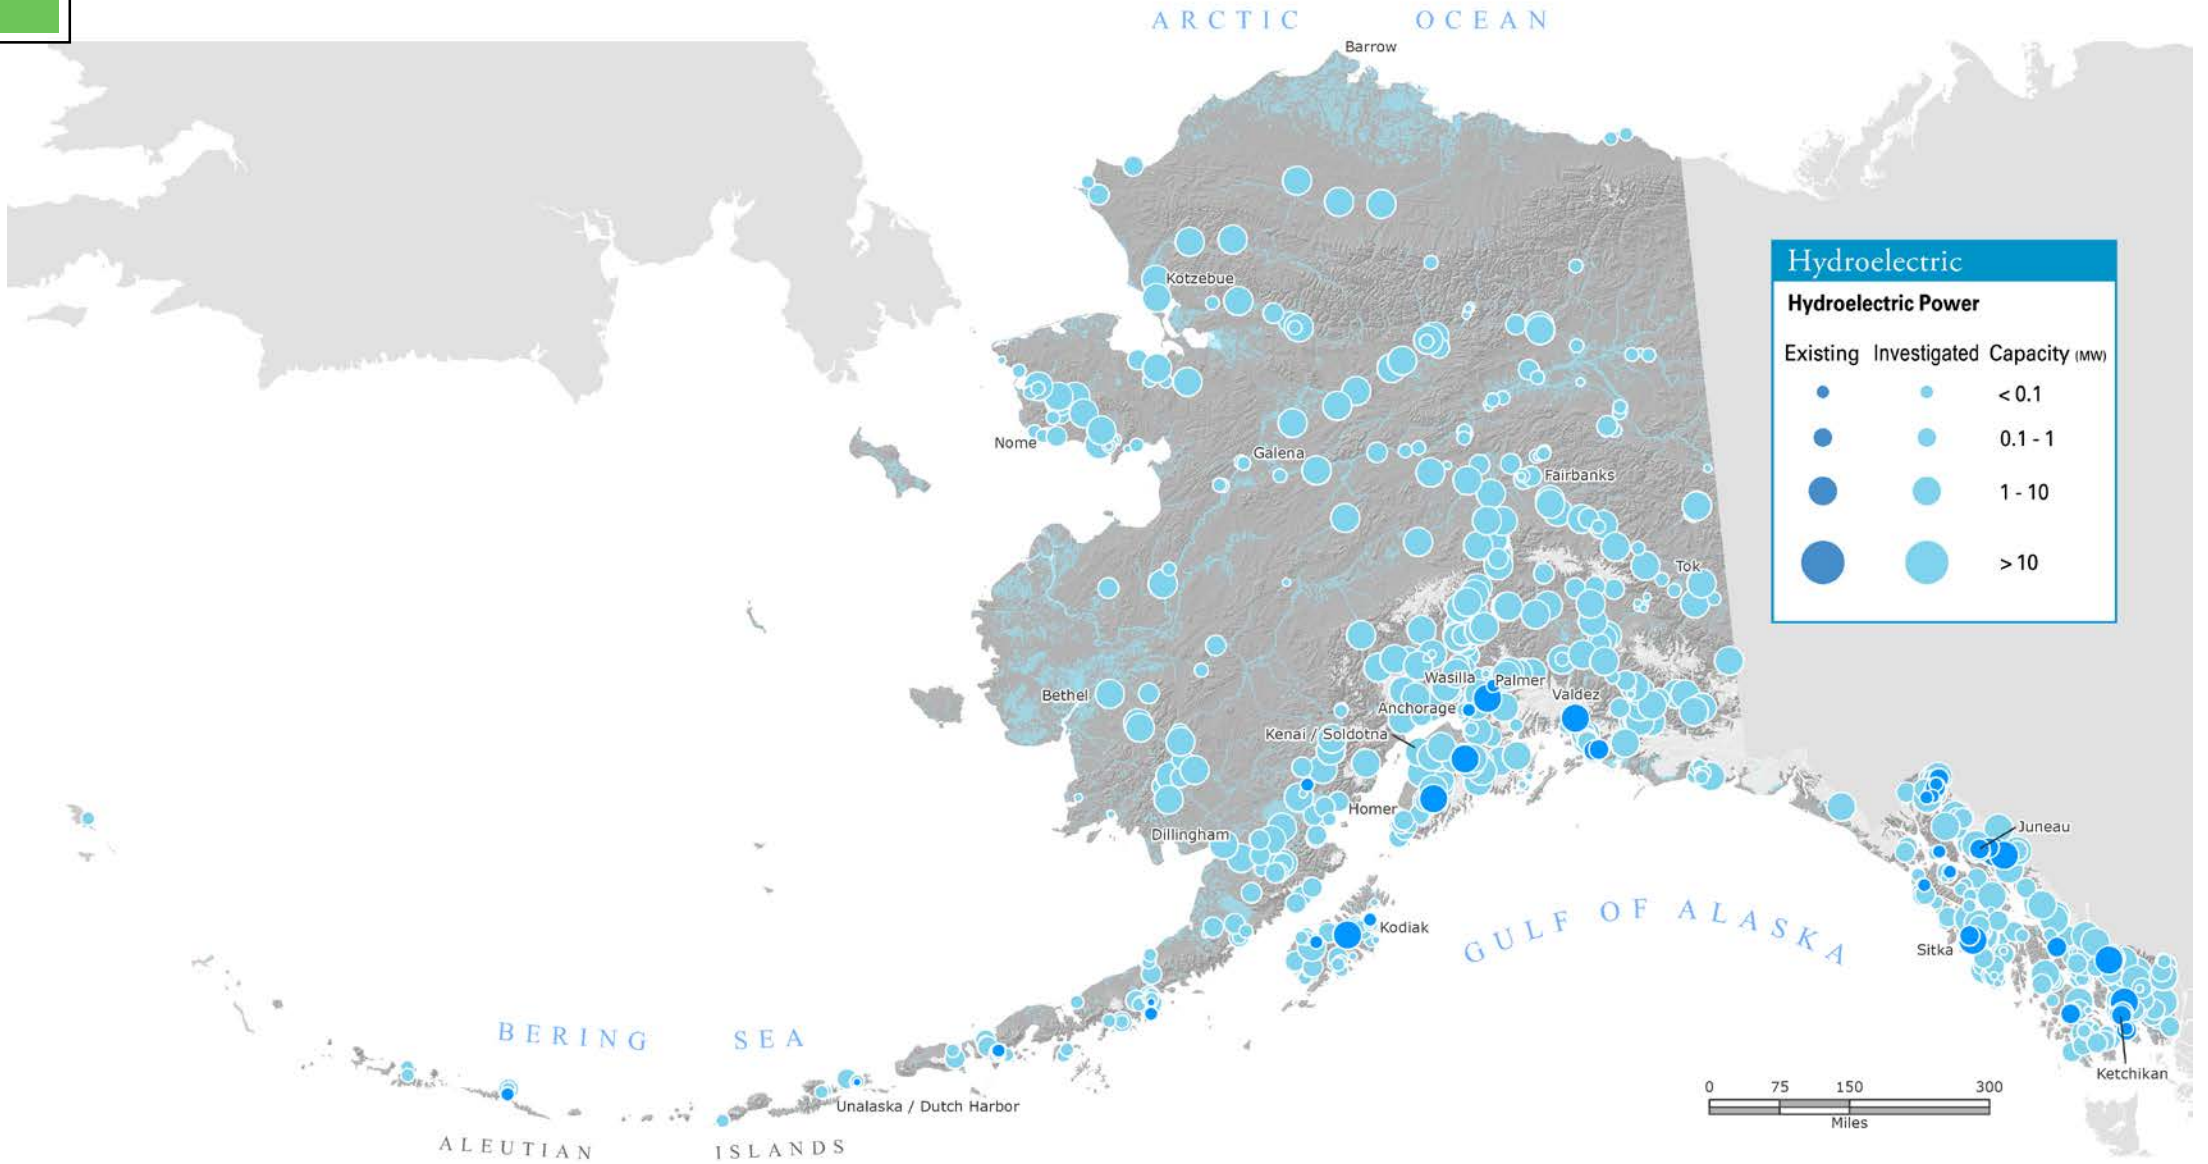 ARCTIC OCEAN
Barrow
Hydroelectric
Hydroelectric Power
Existing Investigated Capacity (MW)
< 0.1
0.1 - 1
1 - 10
> 10
Kotzebue
Nome
Galena
Fairbanks
Tok
Bethel
Wasilla
Palmer
Valdez
Anchorage
Kenai / Soldotna
Homer
Dillingham
Juneau
Kodiak
GULF OF ALASKA
Sitka
BERING SEA
Ketchikan
Unalaska / Dutch Harbor
0 75 150 300
Miles
ALEUTIAN ISLANDS